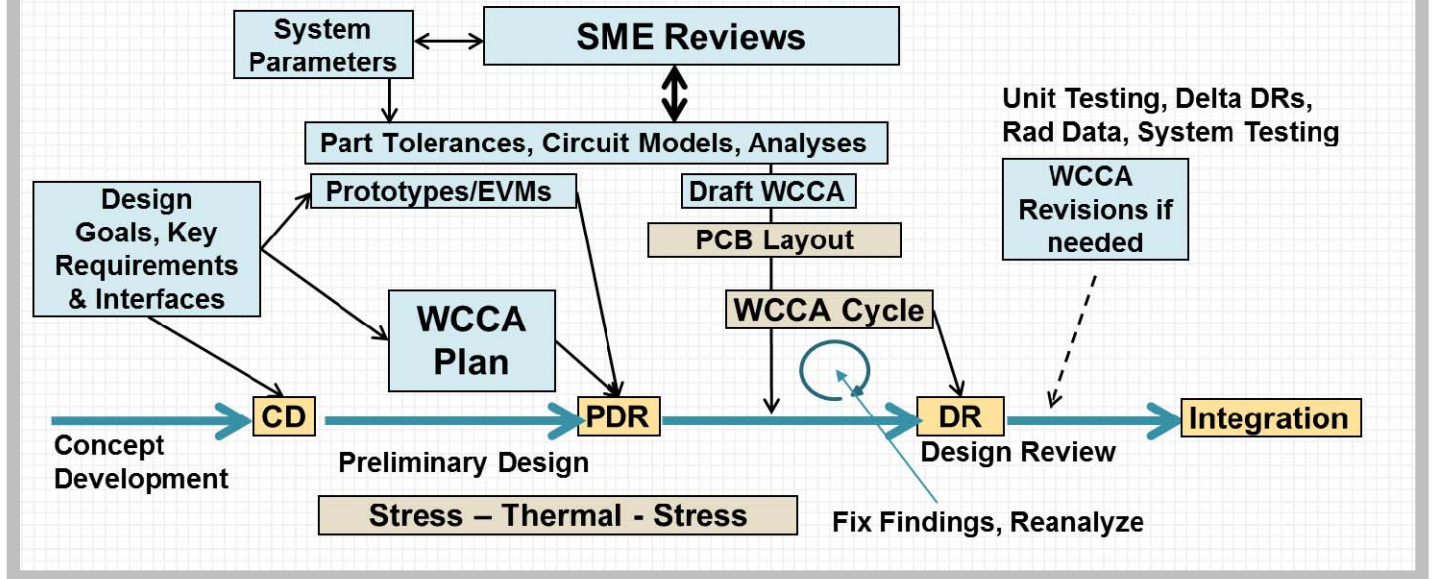 System
Parameters
SME Reviews
Unit Testing, Delta DRs,
Rad Data, System Testing
Part Tolerances, Circuit Models, Analyses
Design
Goals, Key
Requirements
& Interfaces
Prototypes/EVMs
Draft WCCA
WCCA
Revisions if
needed
PCB Layout
WCCA
Plan
WCCA Cycle
CD
PDR
DR
Integration
Concept
Development
Preliminary Design
Design Review
Stress – Thermal - Stress
Fix Findings, Reanalyze